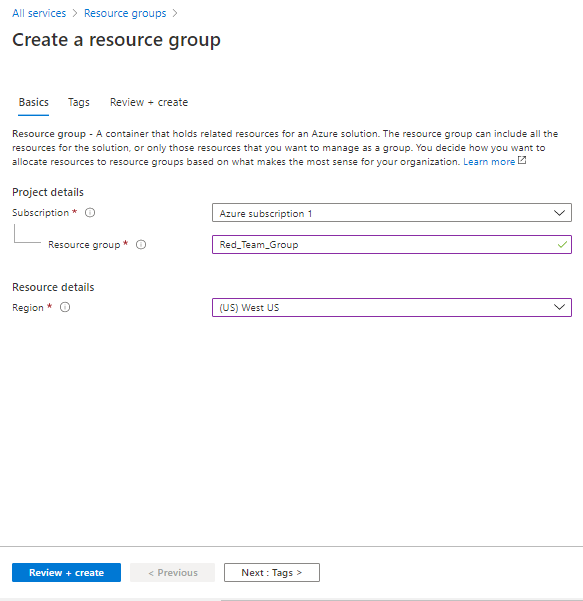 All services > Resource groups >
Create a resource group
Basics Tags Review + create
Resource group - A container that holds related resources for an Azure solution. The resource group can include all the
resources for the solution, or only those resources that you want to manage as a group. You decide how you want to
allocate resources to resource groups based on what makes the most sense for your organization. Learn more
Project details
Subscription * Azure subscription 1
Resource group * Red_Team_Group
Resource details
Region * (US) West US
Review + create < Previous Next : Tags >